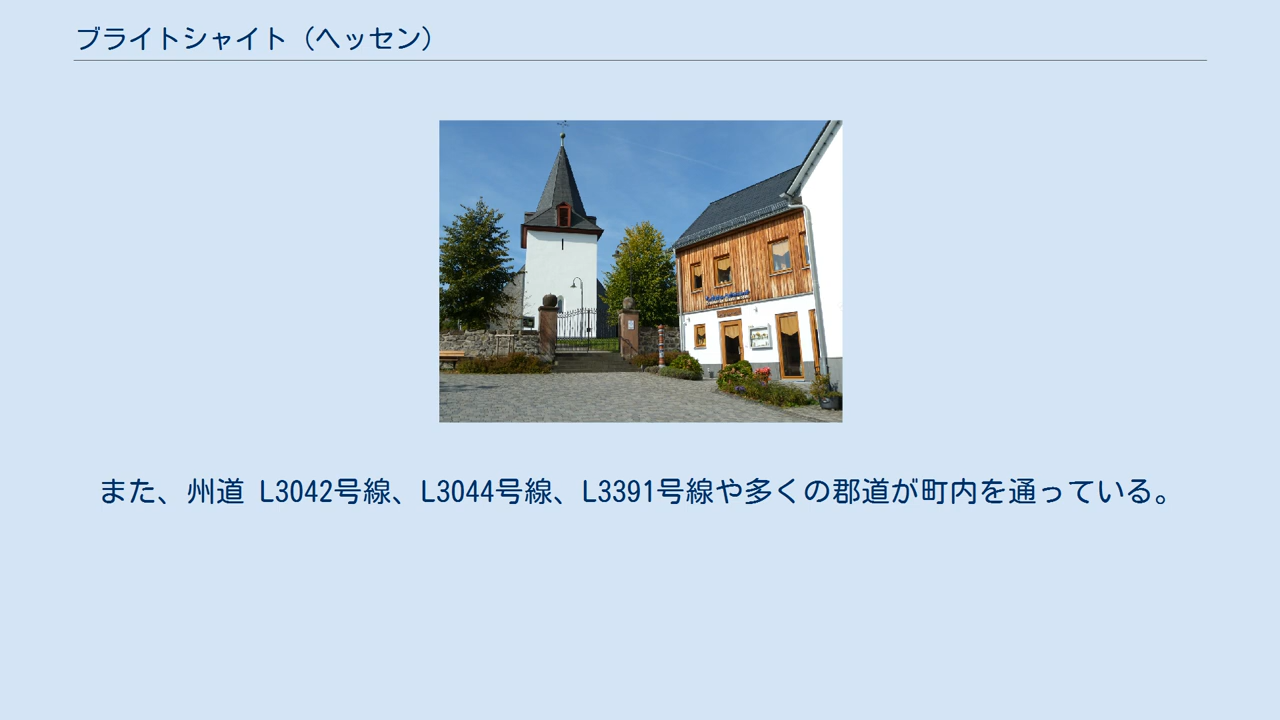 ブライトシャイト（ヘッセン）
また、州道 L3042号線、L3044号線、L3391号線や多くの郡道が町内を通っている。